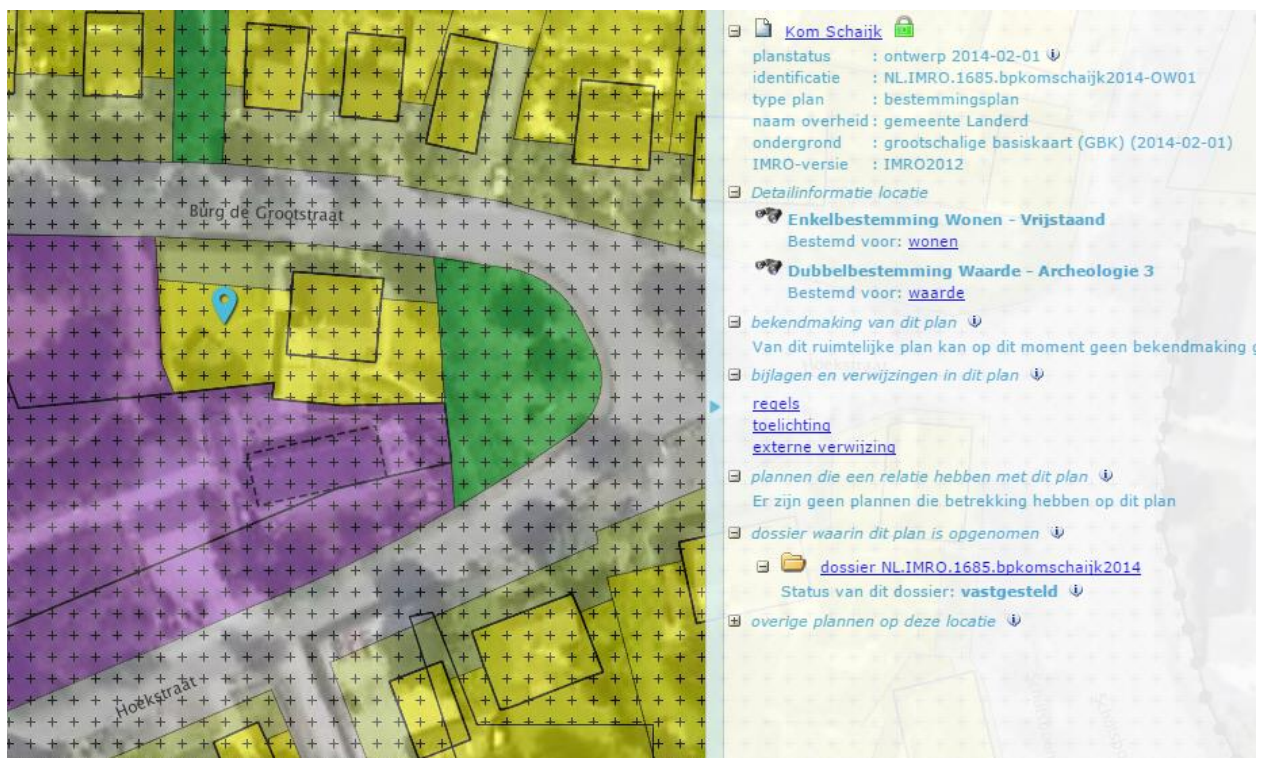 Burg de Grootstraat
Hoekstraat
Kom Schaijk
planstatus : ontwerp 2014-02-01
identificatie : NL.IMRO.1685.bpkomschaijk2014-OW01
type plan : bestemmingsplan
naam overheid : gemeente Landerd
ondergrond : grootschalige basiskaart (GBK) (2014-02-01)
IMRO-versie : IMRO2012
Detailinformatie locatie
Enkelbestemming Wonen - Vrijstaand
Bestemd voor: wonen
Dubbelbestemming Waarde - Archeologie 3
Bestemd voor: waarde
bekendmaking van dit plan
Van dit ruimtelijke plan kan op dit moment geen bekendmaking
bijlagen en verwijzingen in dit plan
regels
toelichting
externe verwijzing
plannen die een relatie hebben met dit plan
Er zijn geen plannen die betrekking hebben op dit plan
dossier waarin dit plan is opgenomen
dossier NL.IMRO.1685.bpkomschaijk2014
Status van dit dossier: vastgesteld
overige plannen op deze locatie